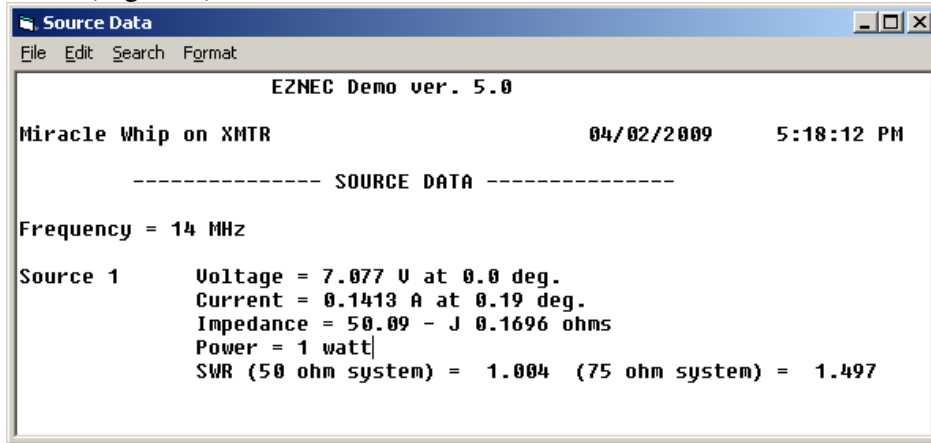 Source Data
File Edit Search Format
EZNEC Demo ver. 5.0
Miracle Whip on XMTR 04/02/2009 5:18:12 PM
--------------- SOURCE DATA ---------------
Frequency = 14 MHz
Source 1 Voltage = 7.077 V at 0.0 deg.
Current = 0.1413 A at 0.19 deg.
Impedance = 50.09 - J 0.1696 ohms
Power = 1 watt
SWR (50 ohm system) = 1.004 (75 ohm system) = 1.497